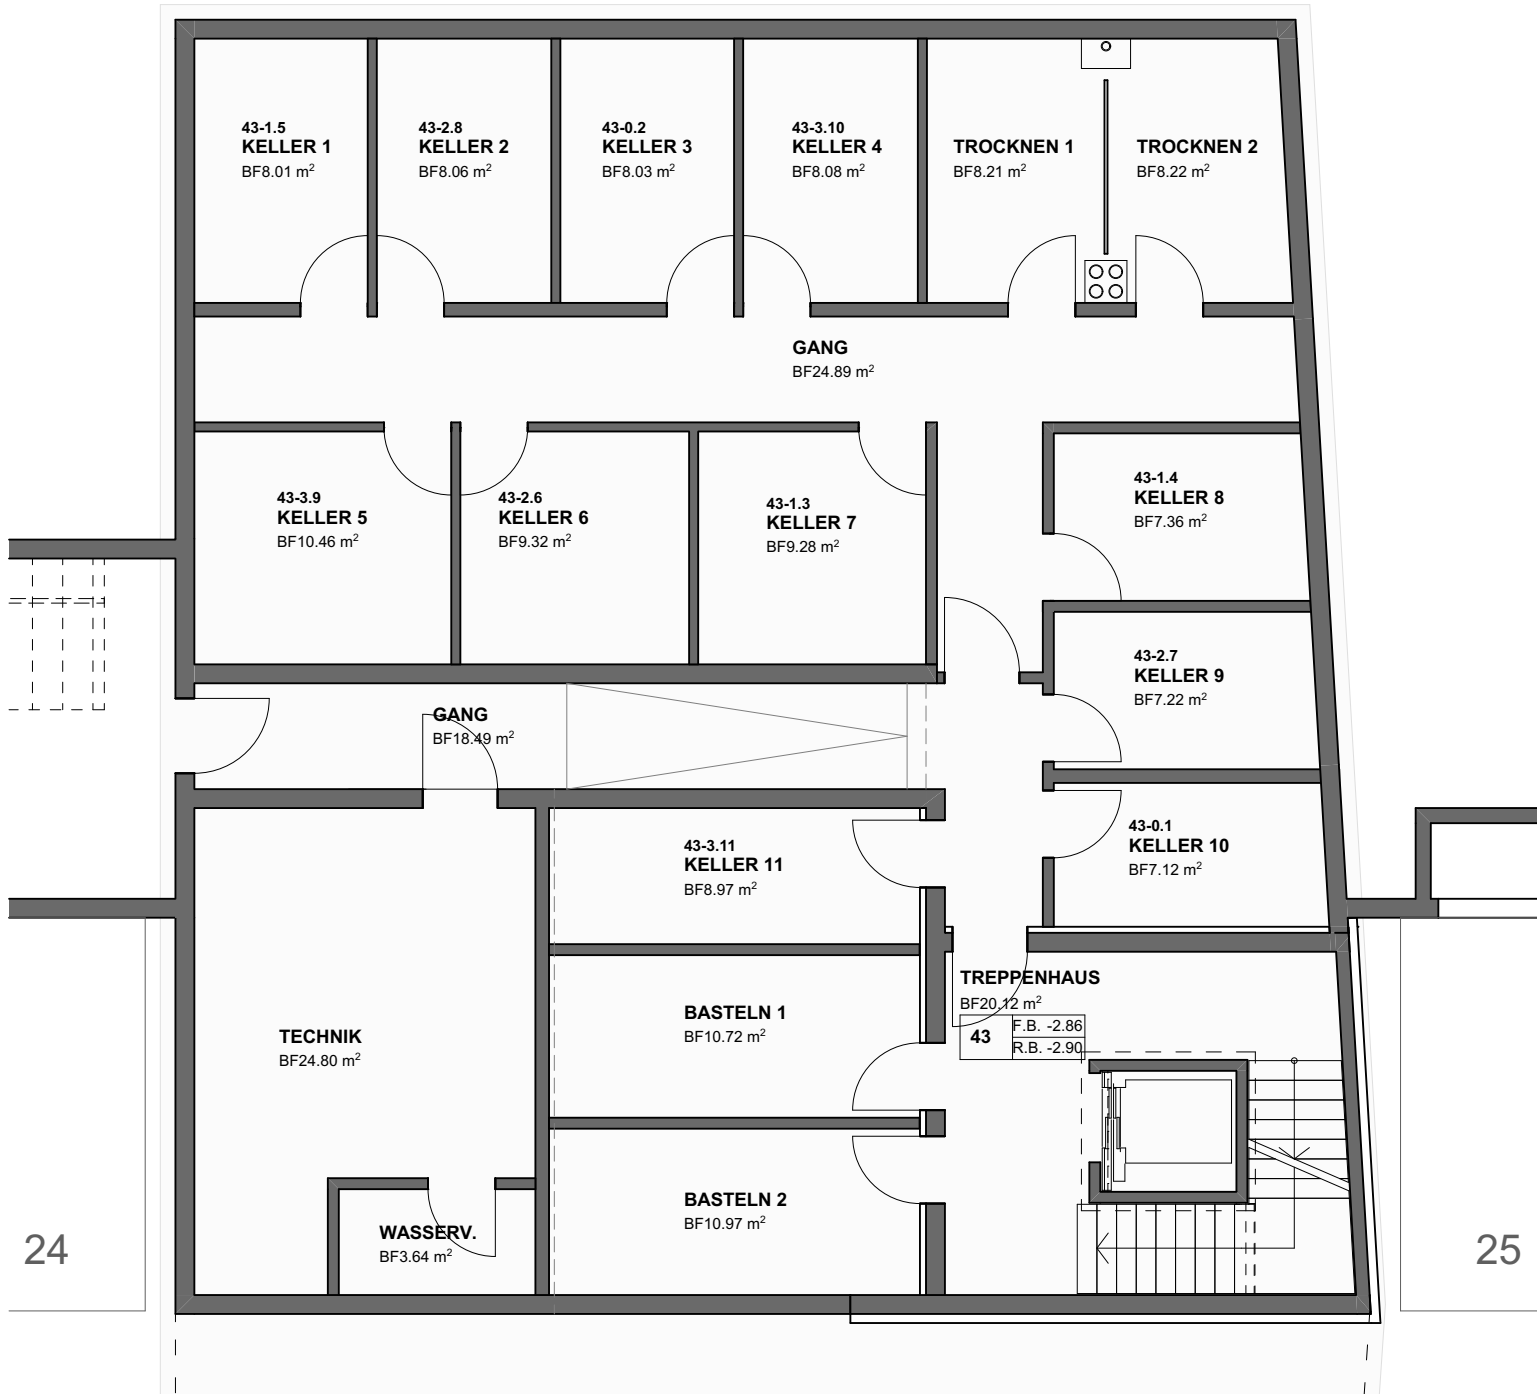 43-1.5
KELLER 1
BF8.01 m²
43-2.8
KELLER 2
BF8.06 m²
43-0.2
KELLER 3
BF8.03 m²
43-3.10
KELLER 4
BF8.08 m²
TROCKNEN 1
BF8.21 m²
TROCKNEN 2
BF8.22 m²
GANG
BF24.89 m²
43-3.9
KELLER 5
BF10.46 m²
43-2.6
KELLER 6
BF9.32 m²
43-1.3
KELLER 7
BF9.28 m²
43-1.4
KELLER 8
BF7.36 m²
43-2.7
KELLER 9
BF7.22 m²
GANG
BF18.49 m²
43-3.11
KELLER 11
BF8.97 m²
43-0.1
KELLER 10
BF7.12 m²
TREPPENHAUS
BF20.12 m²
43
F.B. -2.86
R.B. -2.90
BASTELN 1
BF10.72 m²
TECHNIK
BF24.80 m²
BASTELN 2
BF10.97 m²
WASSERV.
BF3.64 m²
24
25